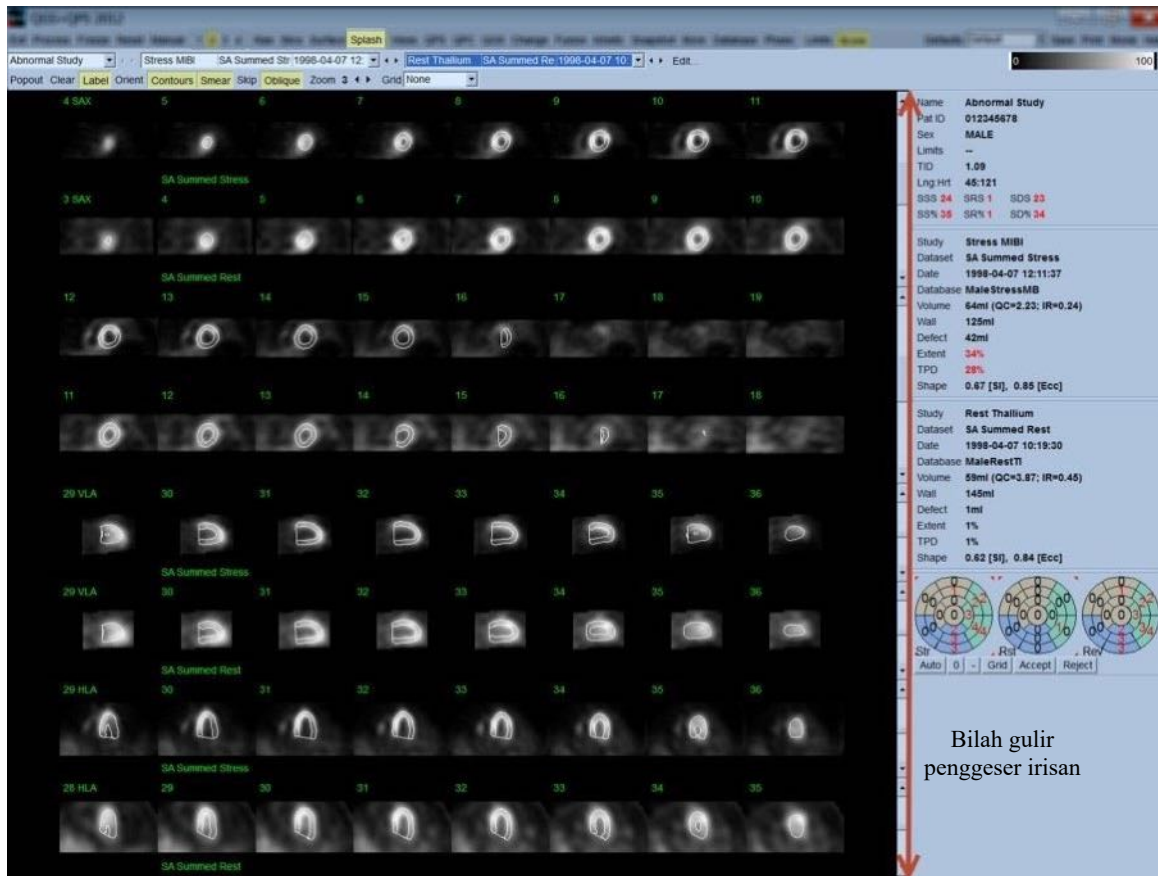 QGS+QPS 2012
Splash
Abnormal Study Stress MIBI SA Summed Str 1998-04-07 12: Rest Thallium SA Summed Re 1998-04-07 10: Edit...
0 100
Popout Clear Label Orient Contours Smear Skip Oblique Zoom 3 Grid None
4 SAX 5 6 7 8 9 10 11
SA Summed Stress
3 SAX 4 5 6 7 8 9 10
SA Summed Rest
12 13 14 15 16 17 18 19
11 12 13 14 15 16 17 18
29 VLA 30 31 32 33 34 35 36
SA Summed Stress
29 VLA 30 31 32 33 34 35 36
SA Summed Rest
29 HLA 30 31 32 33 34 35 36
SA Summed Stress
28 HLA 29 30 31 32 33 34 35
SA Summed Rest
Name Abnormal Study
Pat ID 012345678
Sex MALE
Limits --
TID 1.09
Lng:Hrt 45:121
SSS 24 SRS 1 SDS 23
SS% 35 SR% 1 SD% 34
Study Stress MIBI
Dataset SA Summed Stress
Date 1998-04-07 12:11:37
Database MaleStressMB
Volume 64ml (QC=2.23; IR=0.24)
Wall 125ml
Defect 42ml
Extent 34%
TPD 28%
Shape 0.67 [SI], 0.85 [Ecc]
Study Rest Thallium
Dataset SA Summed Rest
Date 1998-04-07 10:19:30
Database MaleRestTl
Volume 59ml (QC=3.87; IR=0.45)
Wall 145ml
Defect 1ml
Extent 1%
TPD 1%
Shape 0.62 [SI], 0.84 [Ecc]
Str Rst Rev
Auto 0 - Grid Accept Reject
Bilah gulir
penggeser irisan